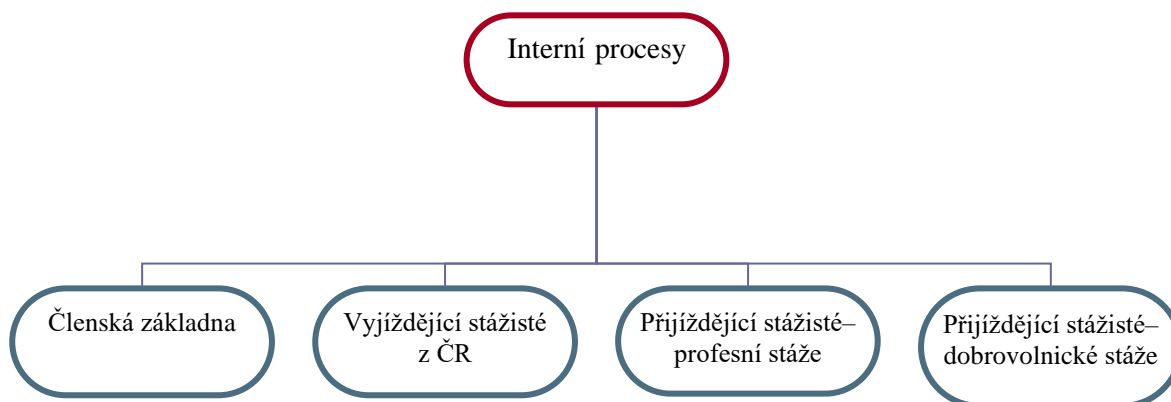 Interní procesy
Členská základna
Vyjíždějící stážisté
z ČR
Přijíždějící stážisté–
profesní stáže
Přijíždějící stážisté–
dobrovolnické stáže